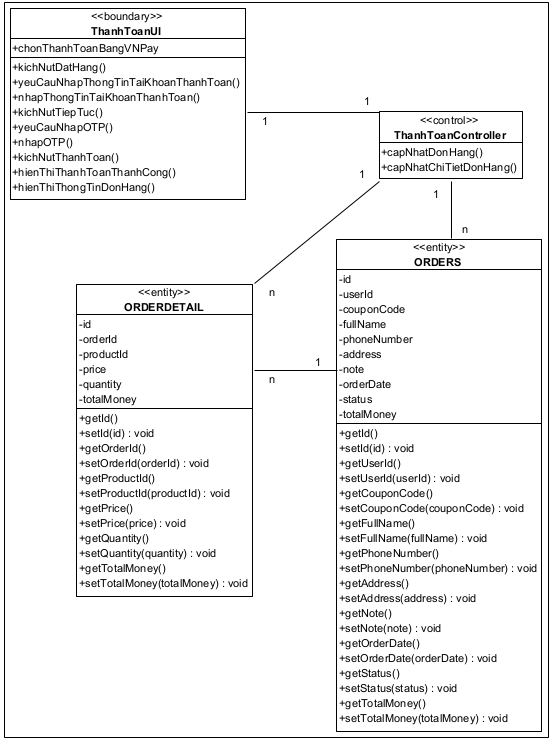 <<boundary>>
ThanhToanUI
+chonThanhToanBangVNPay
+kichNutDatHang()
+yeuCauNhapThongTinTaiKhoanThanhToan()
+nhapThongTinTaiKhoanThanhToan()
+kichNutTiepTuc()
+yeuCauNhapOTP()
+nhapOTP()
+kichNutThanhToan()
+hienThiThanhToanThanhCong()
+hienThiThongTinDonHang()
1
1
<<control>>
ThanhToanController
+capNhatDonHang()
+capNhatChiTietDonHang()
1
n
1
n
<<entity>>
ORDERDETAIL
-id
-orderId
-productId
-price
-quantity
-totalMoney
+getId()
+setId(id) : void
+getOrderId()
+setOrderId(orderId) : void
+getProductId()
+setProductId(productId) : void
+getPrice()
+setPrice(price) : void
+getQuantity()
+setQuantity(quantity) : void
+getTotalMoney()
+setTotalMoney(totalMoney) : void
1
n
<<entity>>
ORDERS
-id
-userId
-couponCode
-fullName
-phoneNumber
-address
-note
-orderDate
-status
-totalMoney
+getId()
+setId(id) : void
+getUserId()
+setUserId(userId) : void
+getCouponCode()
+setCouponCode(couponCode) : void
+getFullName()
+setFullName(fullName) : void
+getPhoneNumber()
+setPhoneNumber(phoneNumber) : void
+getAddress()
+setAddress(address) : void
+getNote()
+setNote(note) : void
+getOrderDate()
+setOrderDate(orderDate) : void
+getStatus()
+setStatus(status) : void
+getTotalMoney()
+setTotalMoney(totalMoney) : void